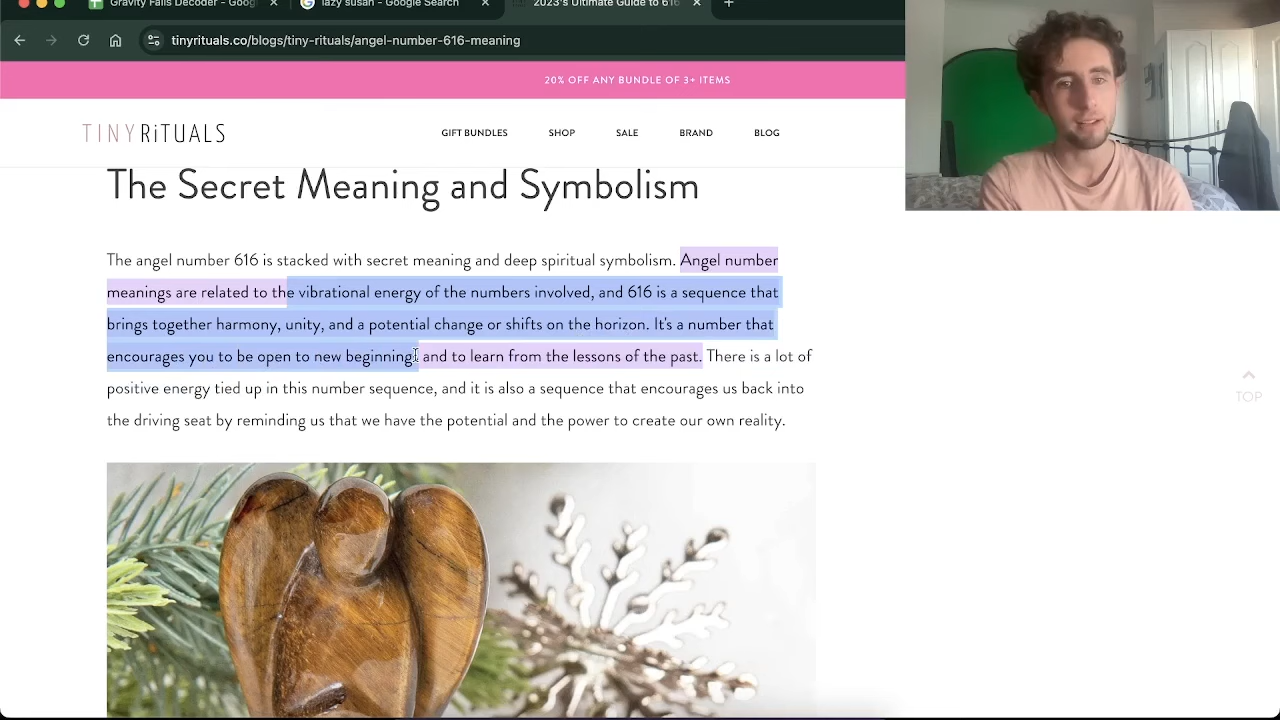 Gravity Falls Decoder - Goog
lazy susan - Google Search
2023's Ultimate Guide to 616
tinyrituals.co/blogs/tiny-rituals/angel-number-616-meaning
20% OFF ANY BUNDLE OF 3+ ITEMS
TINY RiTUALS
GIFT BUNDLES SHOP SALE BRAND BLOG
The Secret Meaning and Symbolism
The angel number 616 is stacked with secret meaning and deep spiritual symbolism. Angel number
meanings are related to the vibrational energy of the numbers involved, and 616 is a sequence that
brings together harmony, unity, and a potential change or shifts on the horizon. It's a number that
encourages you to be open to new beginnings and to learn from the lessons of the past. There is a lot of
positive energy tied up in this number sequence, and it is also a sequence that encourages us back into
the driving seat by reminding us that we have the potential and the power to create our own reality.
TOP